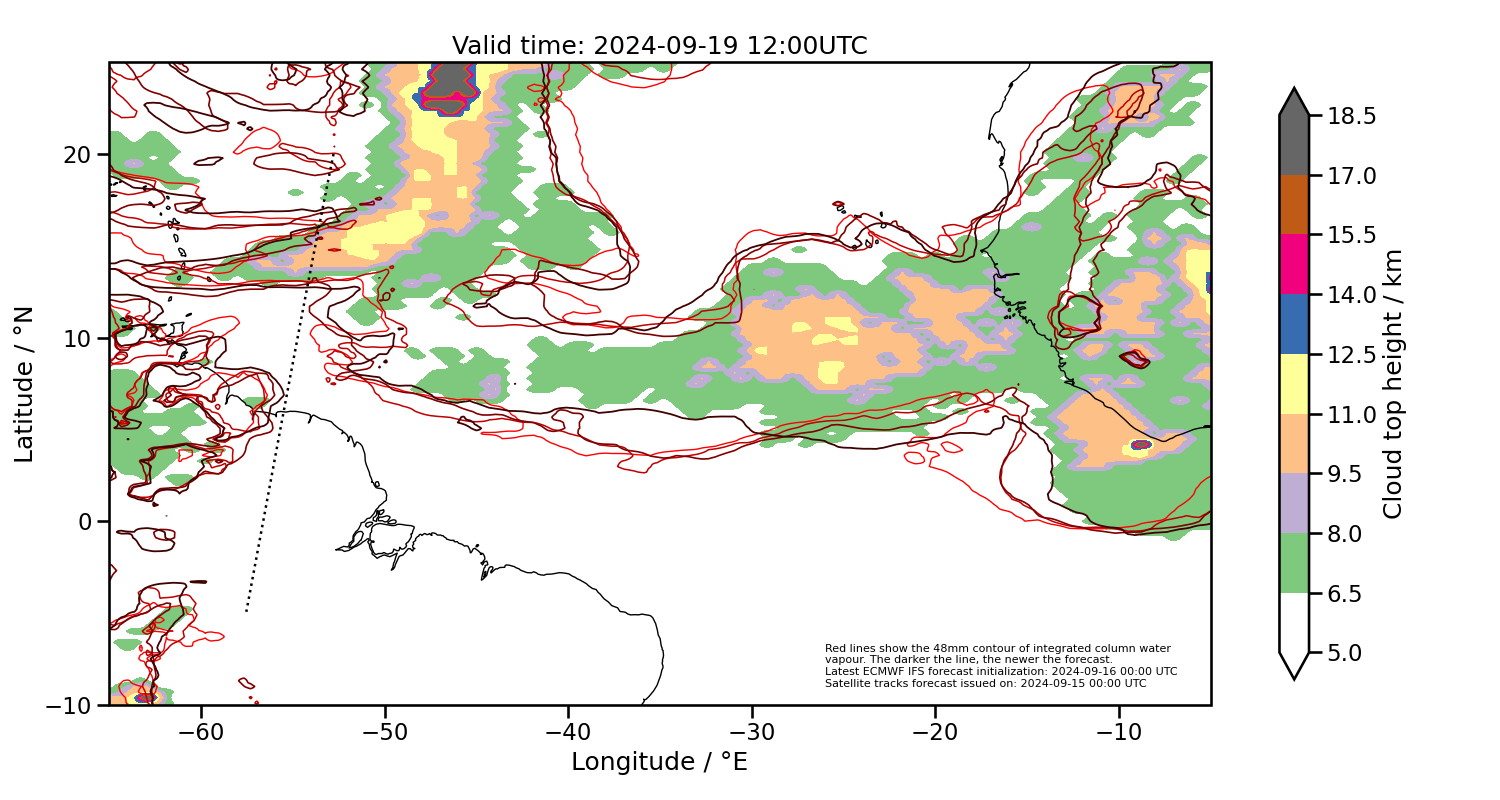 Valid time: 2024-09-19 12:00UTC
20
10
0
−10
Latitude / °N
−60
−50
−40
−30
−20
−10
Longitude / °E
Red lines show the 48mm contour of integrated column water
vapour. The darker the line, the newer the forecast.
Latest ECMWF IFS forecast initialization: 2024-09-16 00:00 UTC
Satellite tracks forecast issued on: 2024-09-15 00:00 UTC
18.5
17.0
15.5
14.0
12.5
11.0
9.5
8.0
6.5
5.0
Cloud top height / km